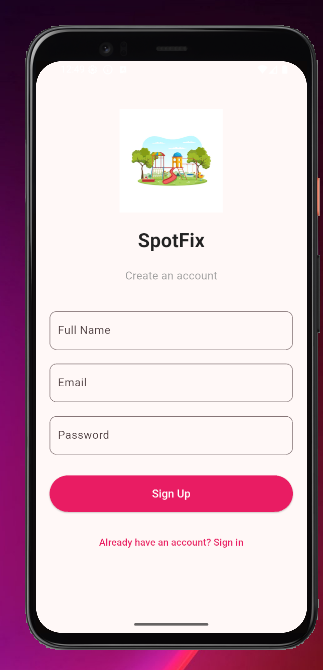 SpotFix
Create an account
Full Name
Email
Password
Sign Up
Already have an account? Sign in